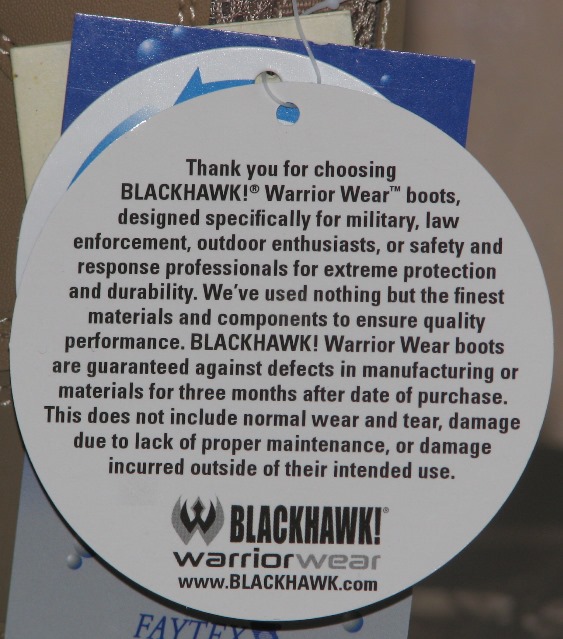 Thank you for choosing
BLACKHAWK!® Warrior Wear™ boots,
designed specifically for military, law
enforcement, outdoor enthusiasts, or safety and
response professionals for extreme protection
and durability. We've used nothing but the finest
materials and components to ensure quality
performance. BLACKHAWK! Warrior Wear boots
are guaranteed against defects in manufacturing or
materials for three months after date of purchase.
This does not include normal wear and tear, damage
due to lack of proper maintenance, or damage
incurred outside of their intended use.
BLACKHAWK!®
warriorwear
www.BLACKHAWK.com